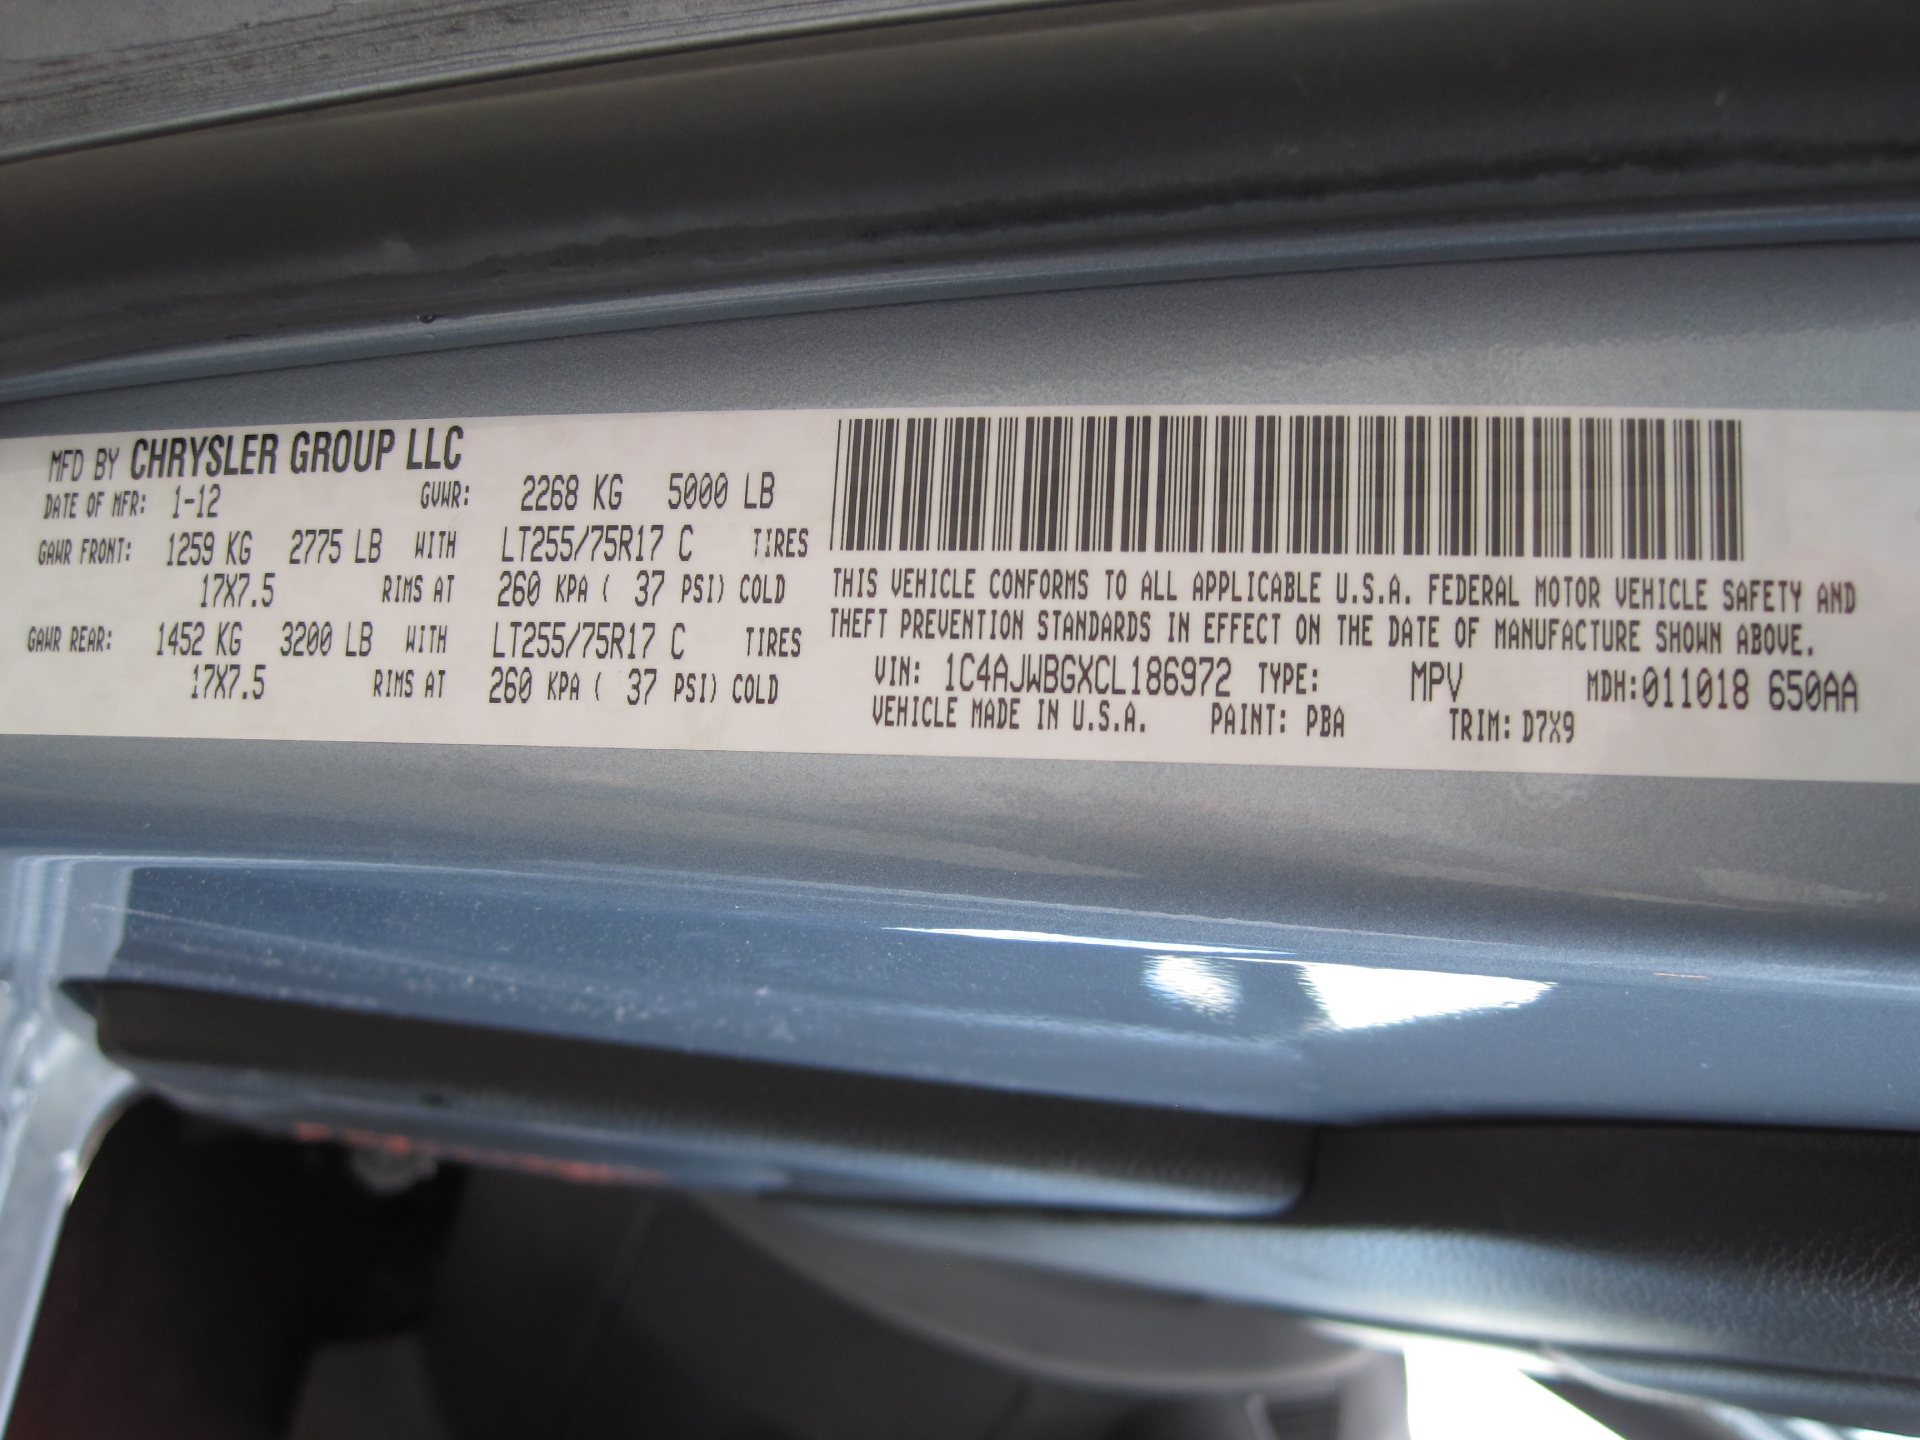 MFD BY CHRYSLER GROUP LLC
DATE OF MFR: 1-12 GVWR: 2268 KG 5000 LB
GAWR FRONT: 1259 KG 2775 LB WITH LT255/75R17 C TIRES
17X7.5 RIMS AT 260 KPA ( 37 PSI) COLD
GAWR REAR: 1452 KG 3200 LB WITH LT255/75R17 C TIRES
17X7.5 RIMS AT 260 KPA ( 37 PSI) COLD
THIS VEHICLE CONFORMS TO ALL APPLICABLE U.S.A. FEDERAL MOTOR VEHICLE SAFETY AND
THEFT PREVENTION STANDARDS IN EFFECT ON THE DATE OF MANUFACTURE SHOWN ABOVE.
VIN: 1C4AJWBGXCL186972 TYPE: MPV MDH:011018 650AA
VEHICLE MADE IN U.S.A. PAINT: PBA TRIM: D7X9